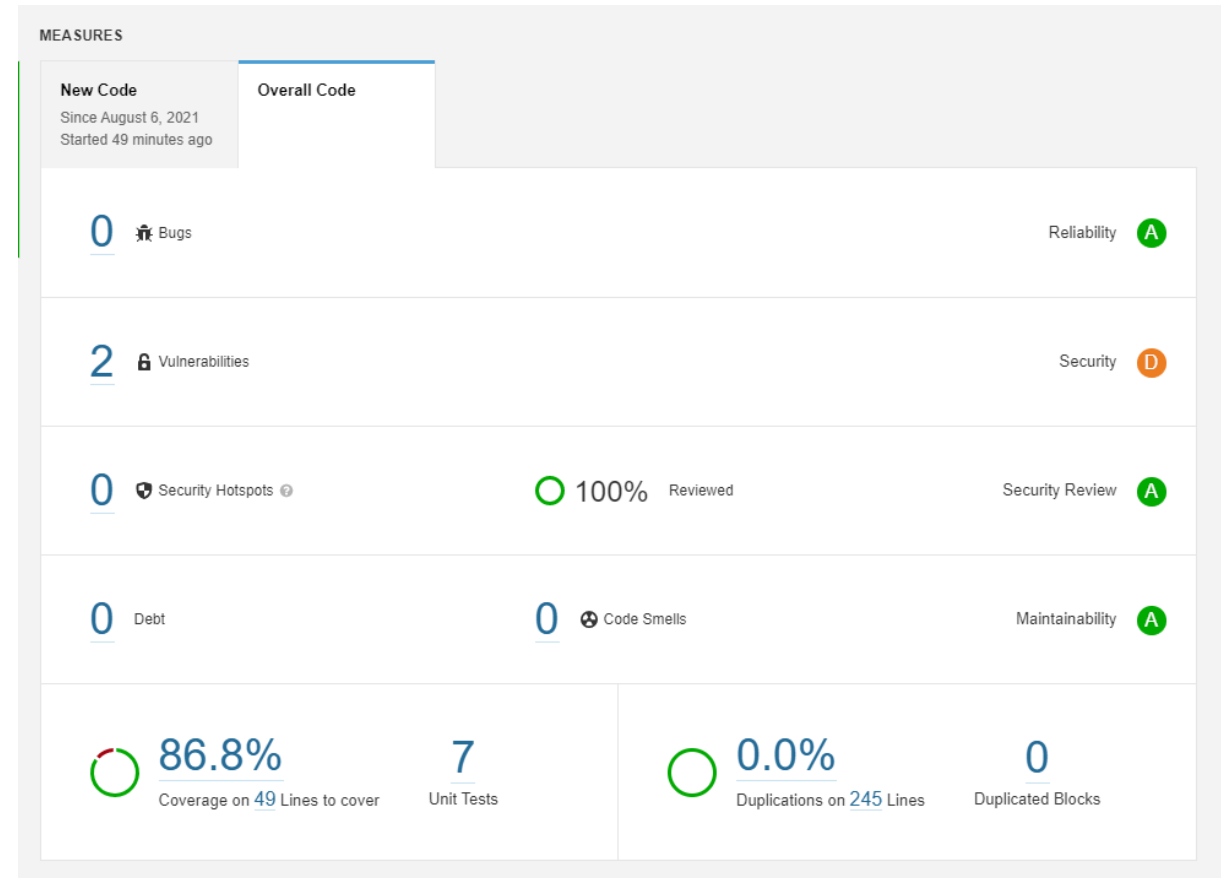 MEASURES
New Code
Since August 6, 2021
Started 49 minutes ago
Overall Code
0 Bugs
Reliability A
2 Vulnerabilities
Security D
0 Security Hotspots ?
100% Reviewed
Security Review A
0 Debt
0 Code Smells
Maintainability A
86.8%
Coverage on 49 Lines to cover
7
Unit Tests
0.0%
Duplications on 245 Lines
0
Duplicated Blocks